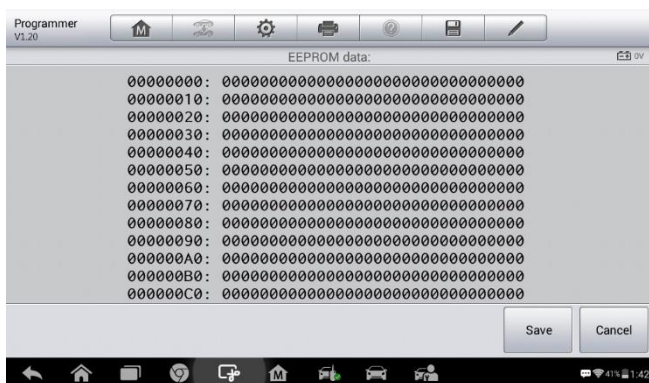 Programmer
V1.20
M
EEPROM data:
0V
00000000: 00000000000000000000000000000000
00000010: 00000000000000000000000000000000
00000020: 00000000000000000000000000000000
00000030: 00000000000000000000000000000000
00000040: 00000000000000000000000000000000
00000050: 00000000000000000000000000000000
00000060: 00000000000000000000000000000000
00000070: 00000000000000000000000000000000
00000080: 00000000000000000000000000000000
00000090: 00000000000000000000000000000000
000000A0: 00000000000000000000000000000000
000000B0: 00000000000000000000000000000000
000000C0: 00000000000000000000000000000000
Save
Cancel
M
41%
1:42